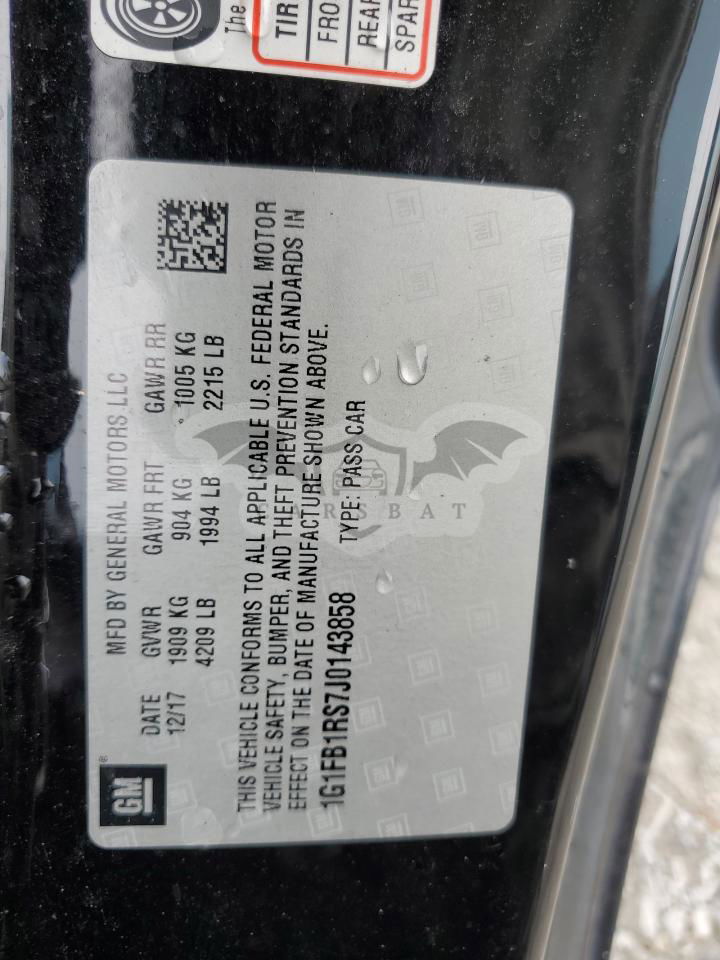 The
TIR
FRO
REAR
SPAR
GM
®
MFD BY GENERAL MOTORS LLC
DATE GVWR GAWR FRT GAWR RR
12/17 1909 KG 904 KG 1005 KG
4209 LB 1994 LB 2215 LB
THIS VEHICLE CONFORMS TO ALL APPLICABLE U.S. FEDERAL MOTOR
VEHICLE SAFETY, BUMPER, AND THEFT PREVENTION STANDARDS IN
EFFECT ON THE DATE OF MANUFACTURE SHOWN ABOVE.
1G1FB1RS7J0143858 TYPE: PASS CAR
CARSBAT